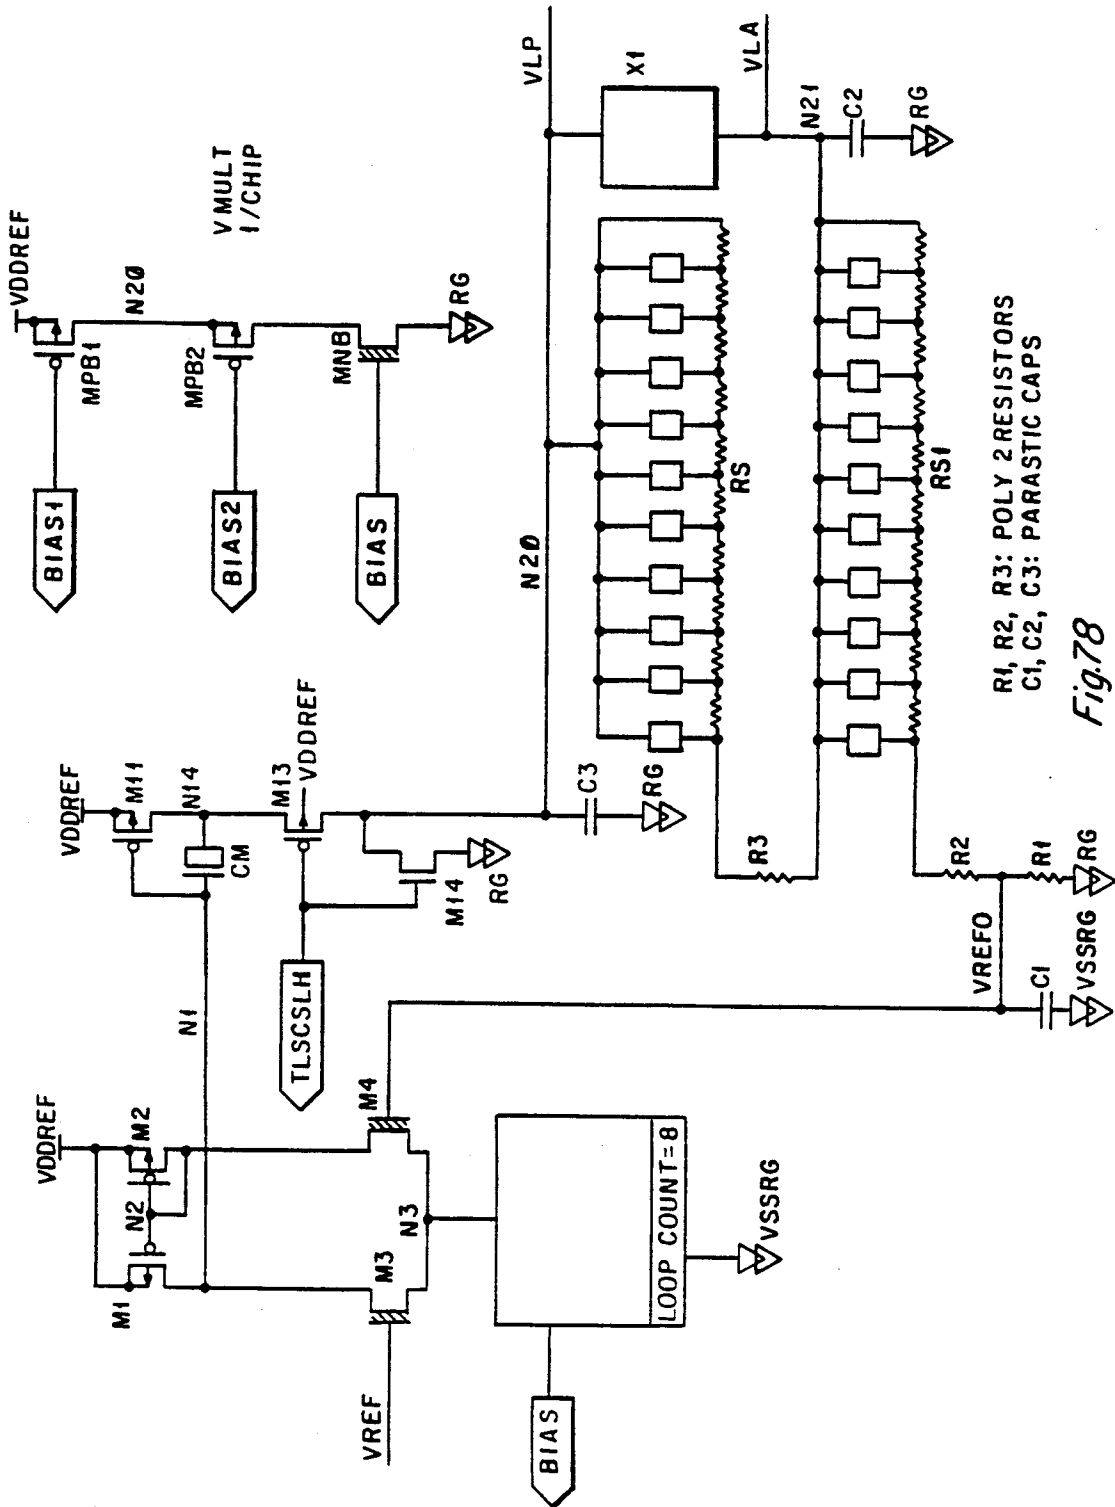 VDDREF
M1
M2
N2
N1
VREF
M3
M4
N3
BIAS
LOOP COUNT=8
VSSRG
VDDREF
M11
N14
CM
M13
VDDREF
TLSCSLH
M14
RG
BIAS1
BIAS2
BIAS
VDDREF
MPB1
N20
MPB2
MNB
RG
VMULT
1/CHIP
N20
VLP
X1
VLA
N21
C2
RG
C3
RG
RS
R3
RS1
R2
VREFO
R1
C1
VSSRG
RG
R1, R2, R3: POLY 2 RESISTORS
C1, C2, C3: PARASTIC CAPS
Fig.78